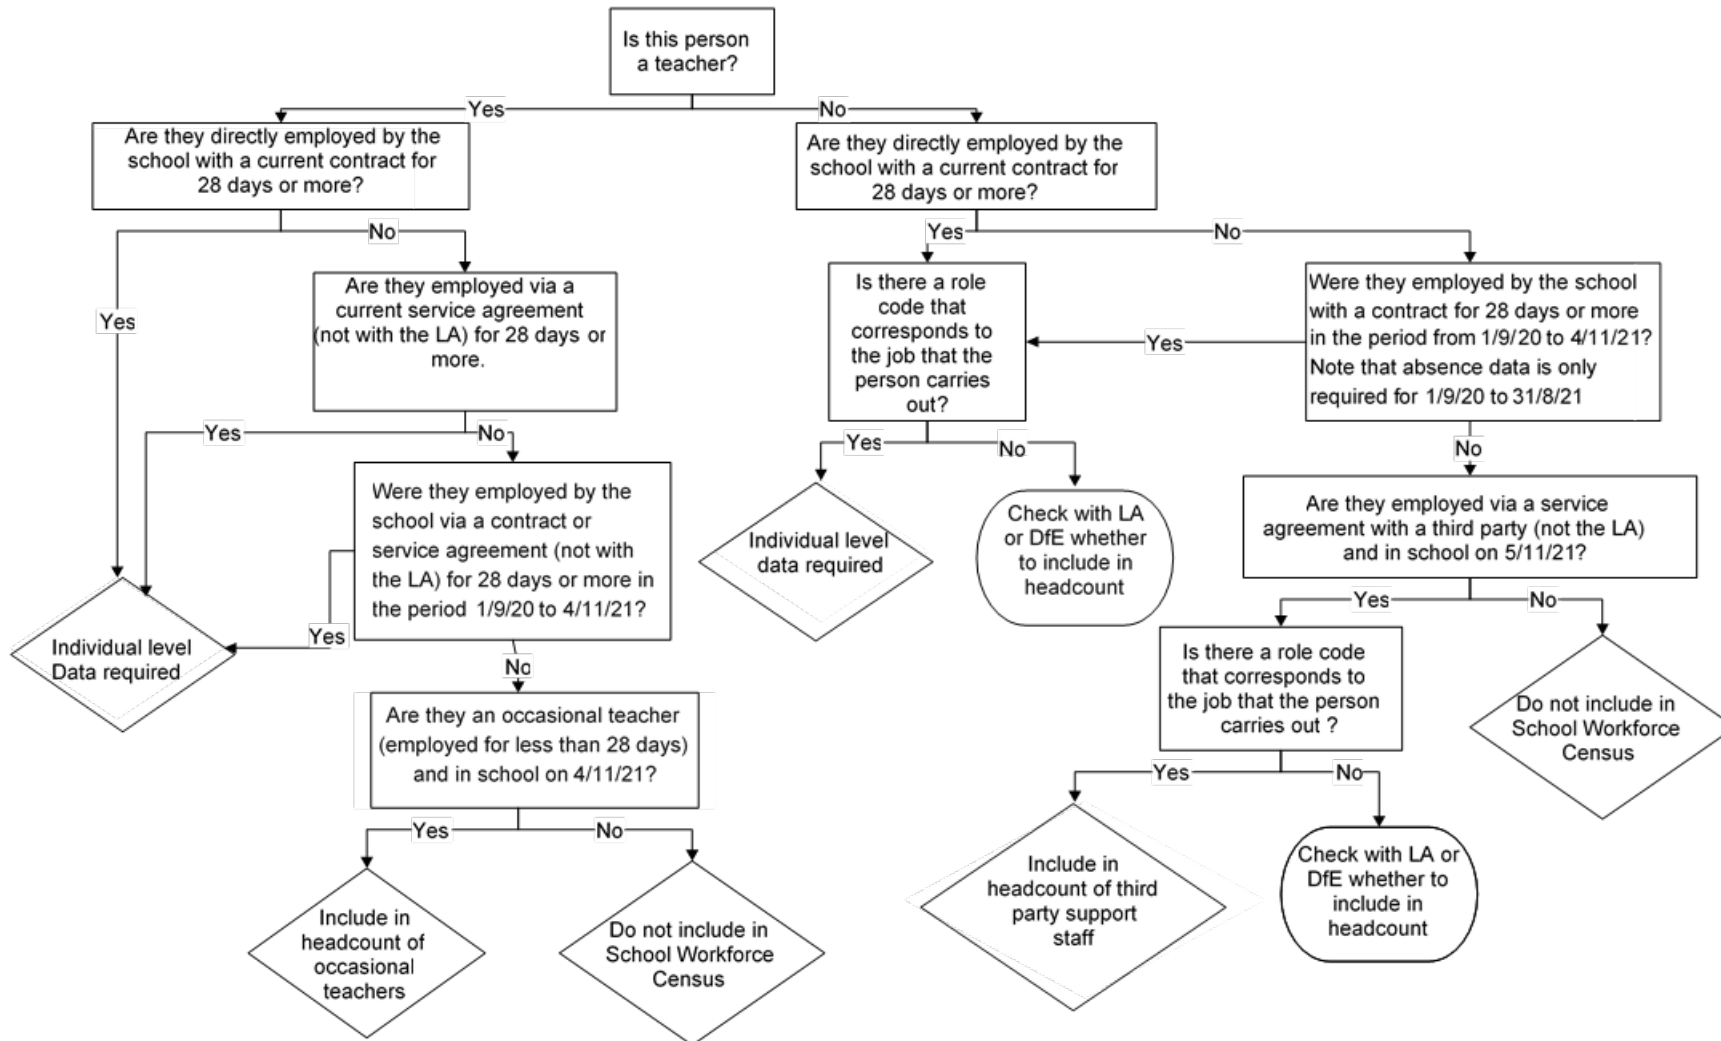 Is this person
a teacher?
Yes
No
Are they directly employed by the
school with a current contract for
28 days or more?
Are they directly employed by the
school with a current contract for
28 days or more?
No
Yes
No
Are they employed via a
current service agreement
(not with the LA) for 28 days or
more.
Is there a role
code that
corresponds to
the job that the
person carries
out?
Were they employed by the school
with a contract for 28 days or more
in the period from 1/9/20 to 4/11/21?
Note that absence data is only
required for 1/9/20 to 31/8/21
Yes
Yes
Yes
No
Yes
No
No
Were they employed by the
school via a contract or
service agreement (not with
the LA) for 28 days or more in
the period 1/9/20 to 4/11/21?
Individual level
data required
Check with LA
or DfE whether
to include in
headcount
Are they employed via a service
agreement with a third party (not the LA)
and in school on 5/11/21?
Yes
No
Yes
Individual level
Data required
No
Is there a role code
that corresponds to
the job that the person
carries out ?
Do not include in
School Workforce
Census
Are they an occasional teacher
(employed for less than 28 days)
and in school on 4/11/21?
Yes
No
Yes
No
Include in
headcount of third
party support
staff
Check with LA or
DfE whether to
include in
headcount
Include in
headcount of
occasional
teachers
Do not include in
School Workforce
Census